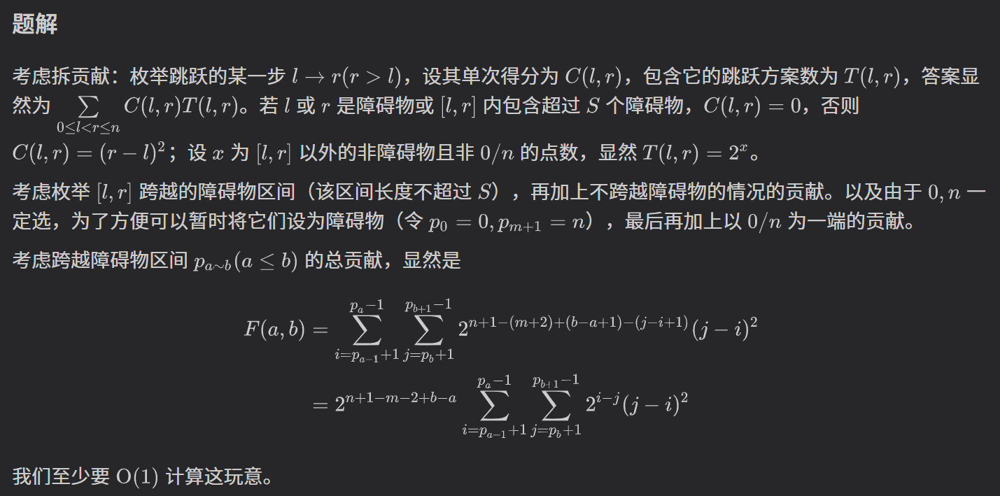 题解
考虑拆贡献：枚举跳跃的某一步 $l \to r(r > l)$，设其单次得分为 $C(l, r)$，包含它的跳跃方案数为 $T(l, r)$，答案显
然为 $\sum\limits_{0\leq l<r\leq n} C(l, r)T(l, r)$。若 $l$ 或 $r$ 是障碍物或 $[l, r]$ 内包含超过 $S$ 个障碍物，$C(l, r) = 0$，否则
$C(l, r) = (r - l)^2$；设 $x$ 为 $[l, r]$ 以外的非障碍物且非 $0/n$ 的点数，显然 $T(l, r) = 2^x$。
考虑枚举 $[l, r]$ 跨越的障碍物区间（该区间长度不超过 $S$），再加上不跨越障碍物的情况的贡献。以及由于 $0, n$ 一
定选，为了方便可以暂时将它们设为障碍物（令 $p_0 = 0, p_{m+1} = n$），最后再加上以 $0/n$ 为一端的贡献。
考虑跨越障碍物区间 $p_{a\sim b}(a \leq b)$ 的总贡献，显然是
$F(a, b) = \sum\limits_{i=p_{a-1}+1}^{p_a-1} \sum\limits_{j=p_b+1}^{p_{b+1}-1} 2^{n+1-(m+2)+(b-a+1)-(j-i+1)}(j - i)^2$
$= 2^{n+1-m-2+b-a} \sum\limits_{i=p_{a-1}+1}^{p_a-1} \sum\limits_{j=p_b+1}^{p_{b+1}-1} 2^{i-j}(j - i)^2$
我们至少要 $\mathrm{O}(1)$ 计算这玩意。